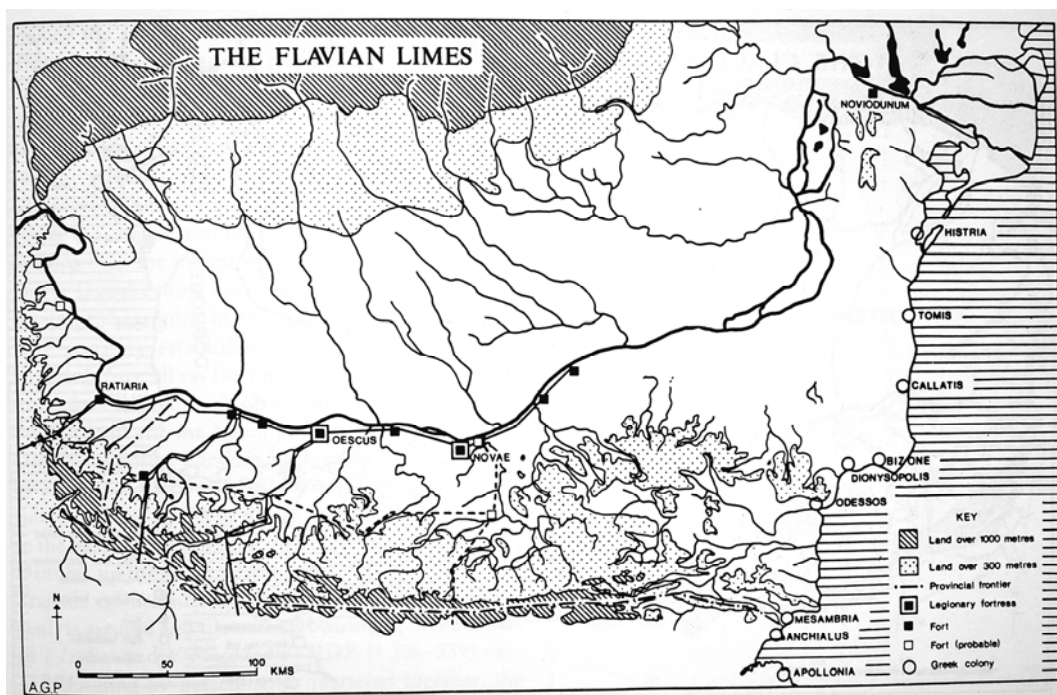 THE FLAVIAN LIMES
NOVIODUNUM
HISTRIA
TOMIS
RATIARIA
CALLATIS
OESCUS
NOVAE
BIZONE
DIONYSOPOLIS
ODESSOS
KEY
Land over 1000 metres
Land over 300 metres
Provincial frontier
Legionary fortress
Fort
Fort (probable)
Greek colony
N
MESAMBRIA
ANCHIALUS
APOLLONIA
0 50 100
KMS
A.G.P